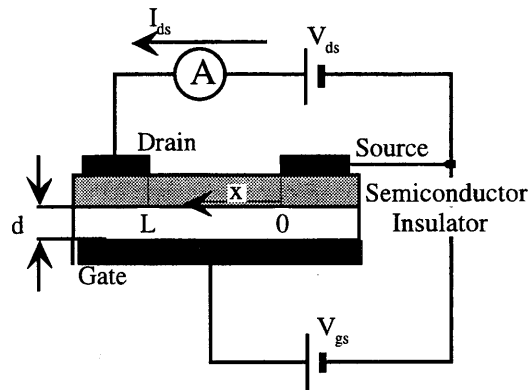 I_ds
V_ds
A
Drain
Source
x
Semiconductor
Insulator
d
L
0
Gate
V_gs